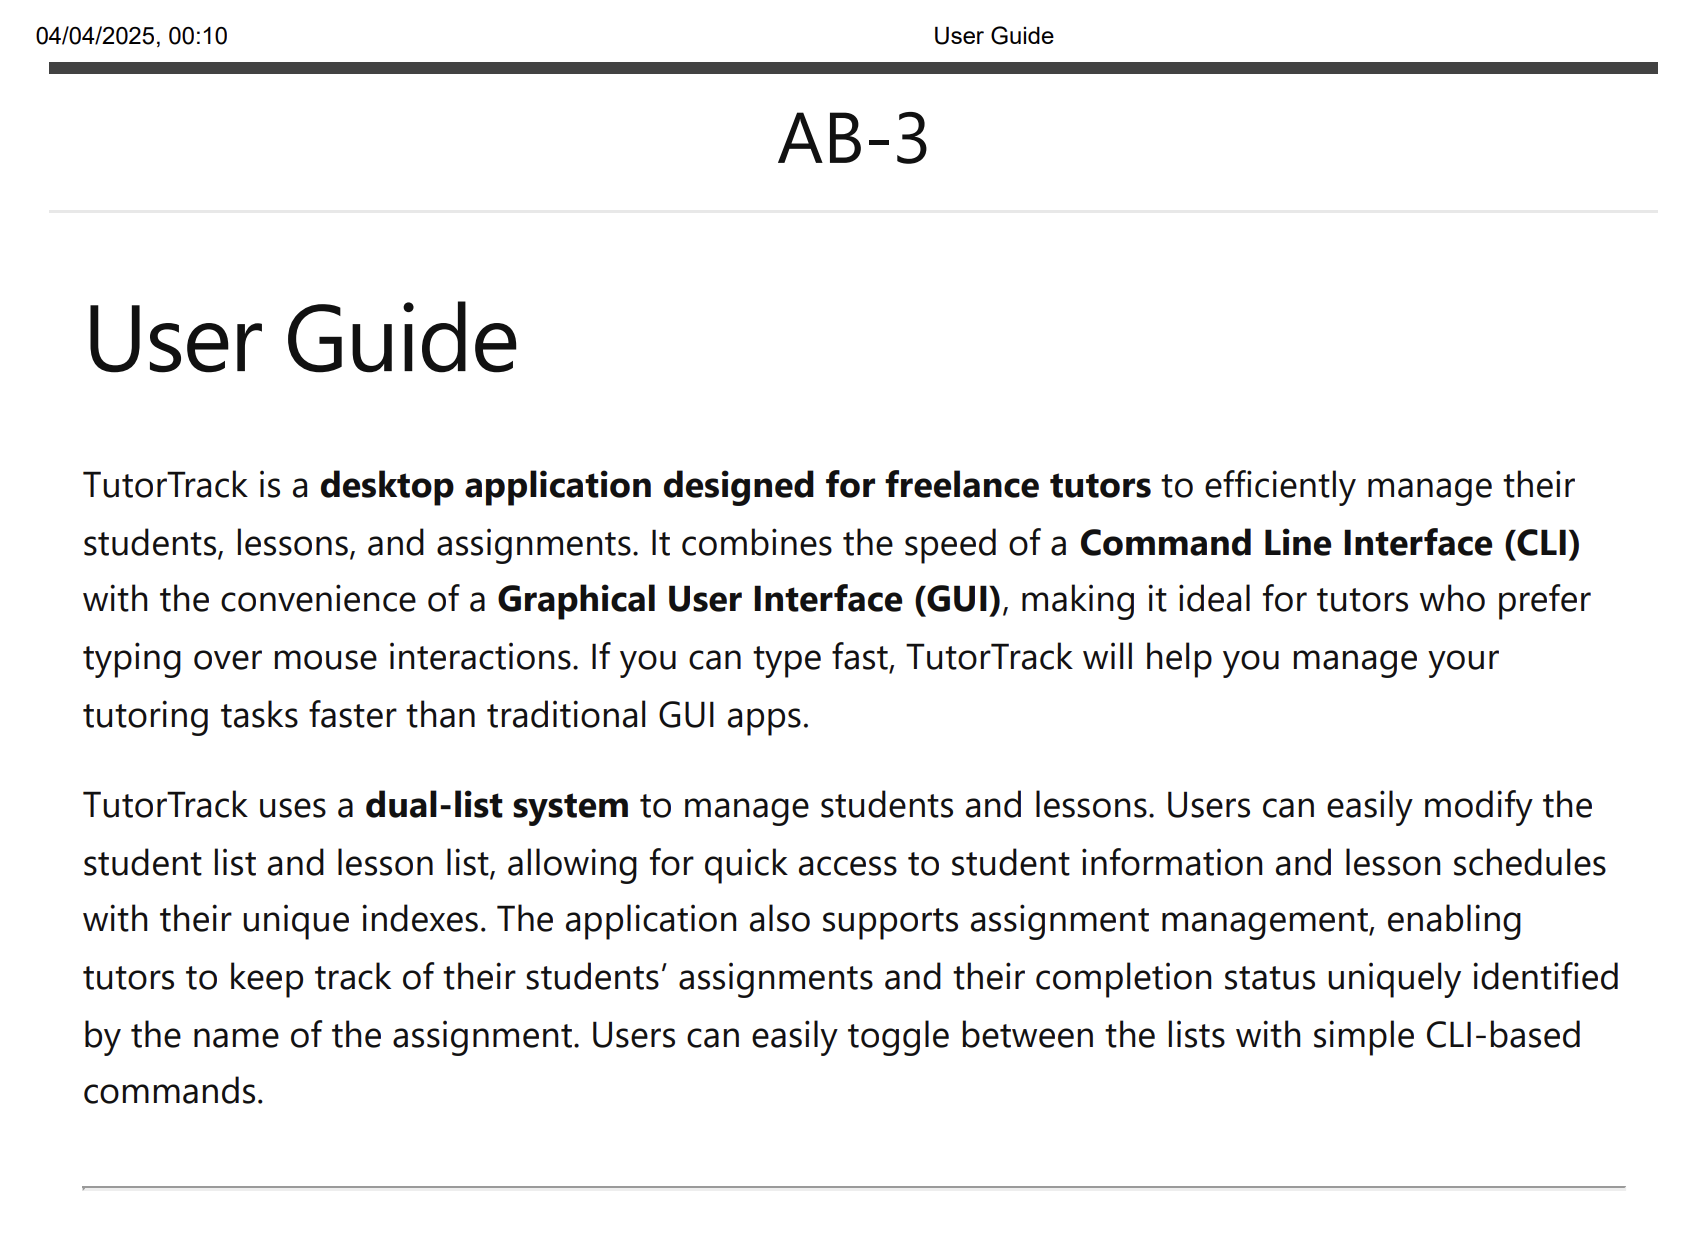 04/04/2025, 00:10 User Guide
AB-3
User Guide
TutorTrack is a desktop application designed for freelance tutors to efficiently manage their
students, lessons, and assignments. It combines the speed of a Command Line Interface (CLI)
with the convenience of a Graphical User Interface (GUI), making it ideal for tutors who prefer
typing over mouse interactions. If you can type fast, TutorTrack will help you manage your
tutoring tasks faster than traditional GUI apps.
TutorTrack uses a dual-list system to manage students and lessons. Users can easily modify the
student list and lesson list, allowing for quick access to student information and lesson schedules
with their unique indexes. The application also supports assignment management, enabling
tutors to keep track of their students’ assignments and their completion status uniquely identified
by the name of the assignment. Users can easily toggle between the lists with simple CLI-based
commands.